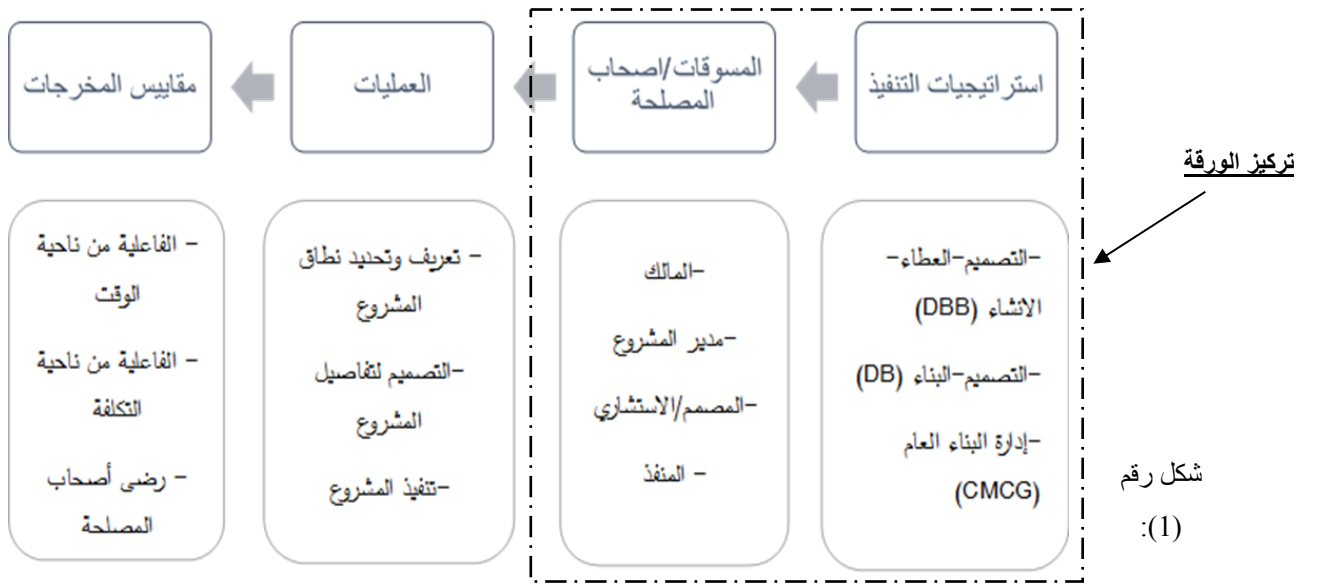 استراتيجيات التنفيذ
المسوقات/اصحاب
المصلحة
العمليات
مقاييس المخرجات
تركيز الورقة
-التصميم-العطاء-
الانشاء (DBB)
-التصميم-البناء (DB)
-إدارة البناء العام
(CMCG)
-المالك
-مدير المشروع
-المصمم/الاستشاري
- المنفذ
- تعريف وتحديد نطاق
المشروع
-التصميم لتفاصيل
المشروع
-تنفيذ المشروع
- الفاعلية من ناحية
الوقت
- الفاعلية من ناحية
التكلفة
- رضى أصحاب
المصلحة
شكل رقم
(1):